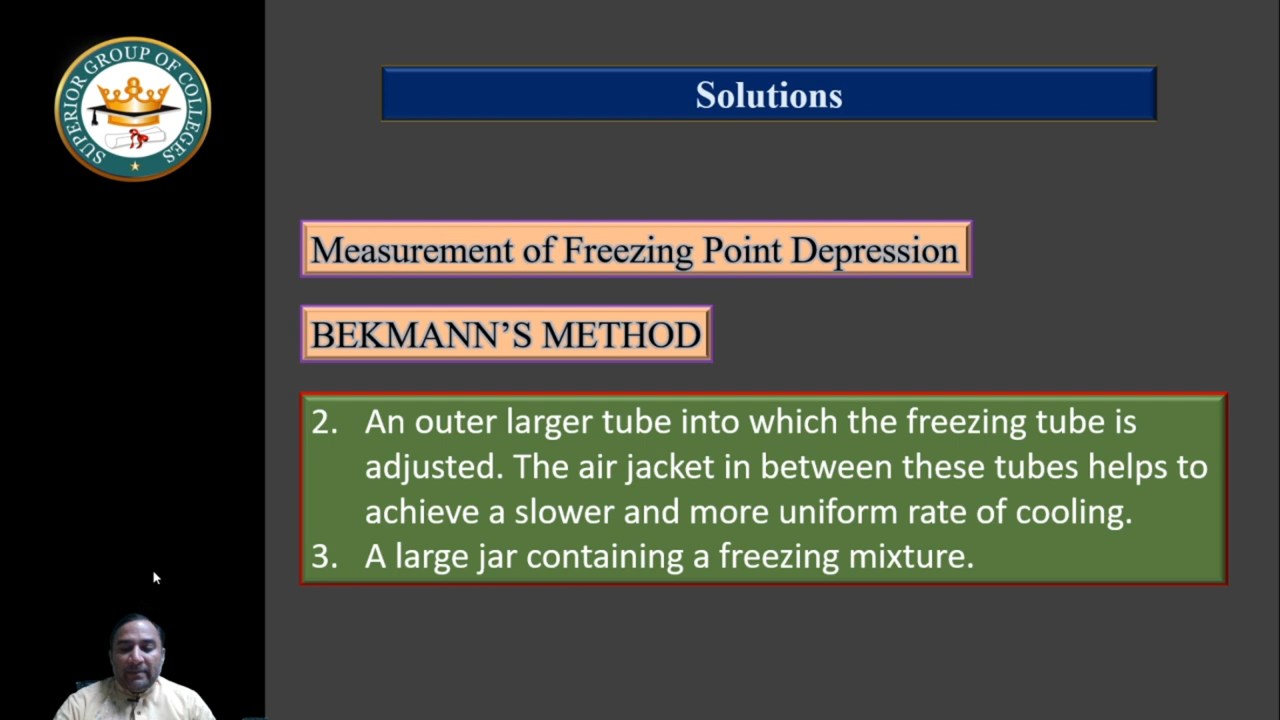 SUPERIOR GROUP OF COLLEGES
Solutions
Measurement of Freezing Point Depression
BEKMANN'S METHOD
2. An outer larger tube into which the freezing tube is
adjusted. The air jacket in between these tubes helps to
achieve a slower and more uniform rate of cooling.
3. A large jar containing a freezing mixture.